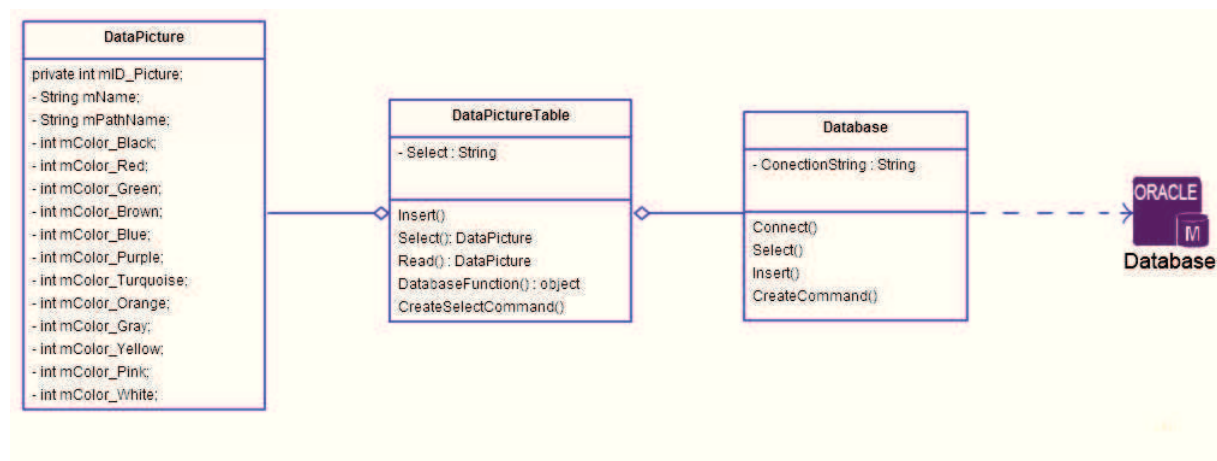 DataPicture
private int mID_Picture;
- String mName;
- String mPathName;
- int mColor_Black;
- int mColor_Red;
- int mColor_Green;
- int mColor_Brown;
- int mColor_Blue;
- int mColor_Purple;
- int mColor_Turquoise;
- int mColor_Orange;
- int mColor_Gray;
- int mColor_Yellow;
- int mColor_Pink;
- int mColor_White;
DataPictureTable
- Select : String
Insert()
Select(): DataPicture
Read() : DataPicture
DatabaseFunction() : object
CreateSelectCommand()
Database
- ConectionString : String
Connect()
Select()
Insert()
CreateCommand()
ORACLE
M
Database